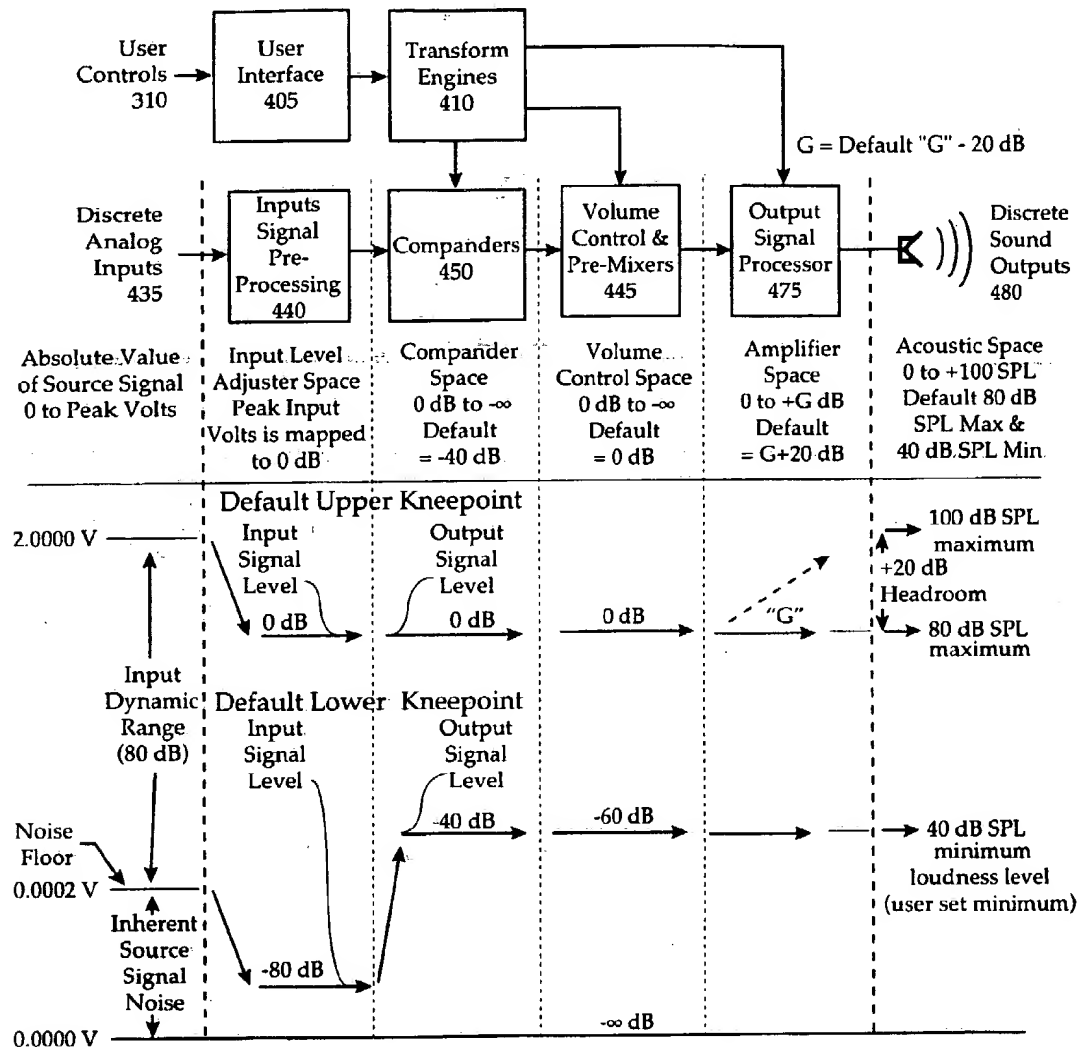 User
Controls
310
User
Interface
405
Transform
Engines
410
G = Default "G" - 20 dB
Discrete
Analog
Inputs
435
Inputs
Signal
Pre-
Processing
440
Companders
450
Volume
Control &
Pre-Mixers
445
Output
Signal
Processor
475
Discrete
Sound
Outputs
480
Absolute Value
of Source Signal
0 to Peak Volts
Input Level
Adjuster Space
Peak Input
Volts is mapped
to 0 dB
Compander
Space
0 dB to -∞
Default
= -40 dB
Volume
Control Space
0 dB to -∞
Default
= 0 dB
Amplifier
Space
0 to +G dB
Default
= G+20 dB
Acoustic Space
0 to +100 SPL
Default 80 dB
SPL Max &
40 dB SPL Min
Default Upper Kneepoint
2.0000 V
Input
Signal
Level
0 dB
Output
Signal
Level
0 dB
0 dB
"G"
100 dB SPL
maximum
+20 dB
Headroom
80 dB SPL
maximum
Input
Dynamic
Range
(80 dB)
Default Lower Kneepoint
Input
Signal
Level
Output
Signal
Level
-40 dB
-60 dB
40 dB SPL
minimum
loudness level
(user set minimum)
Noise
Floor
0.0002 V
Inherent
Source
Signal
Noise
-80 dB
-∞ dB
0.0000 V